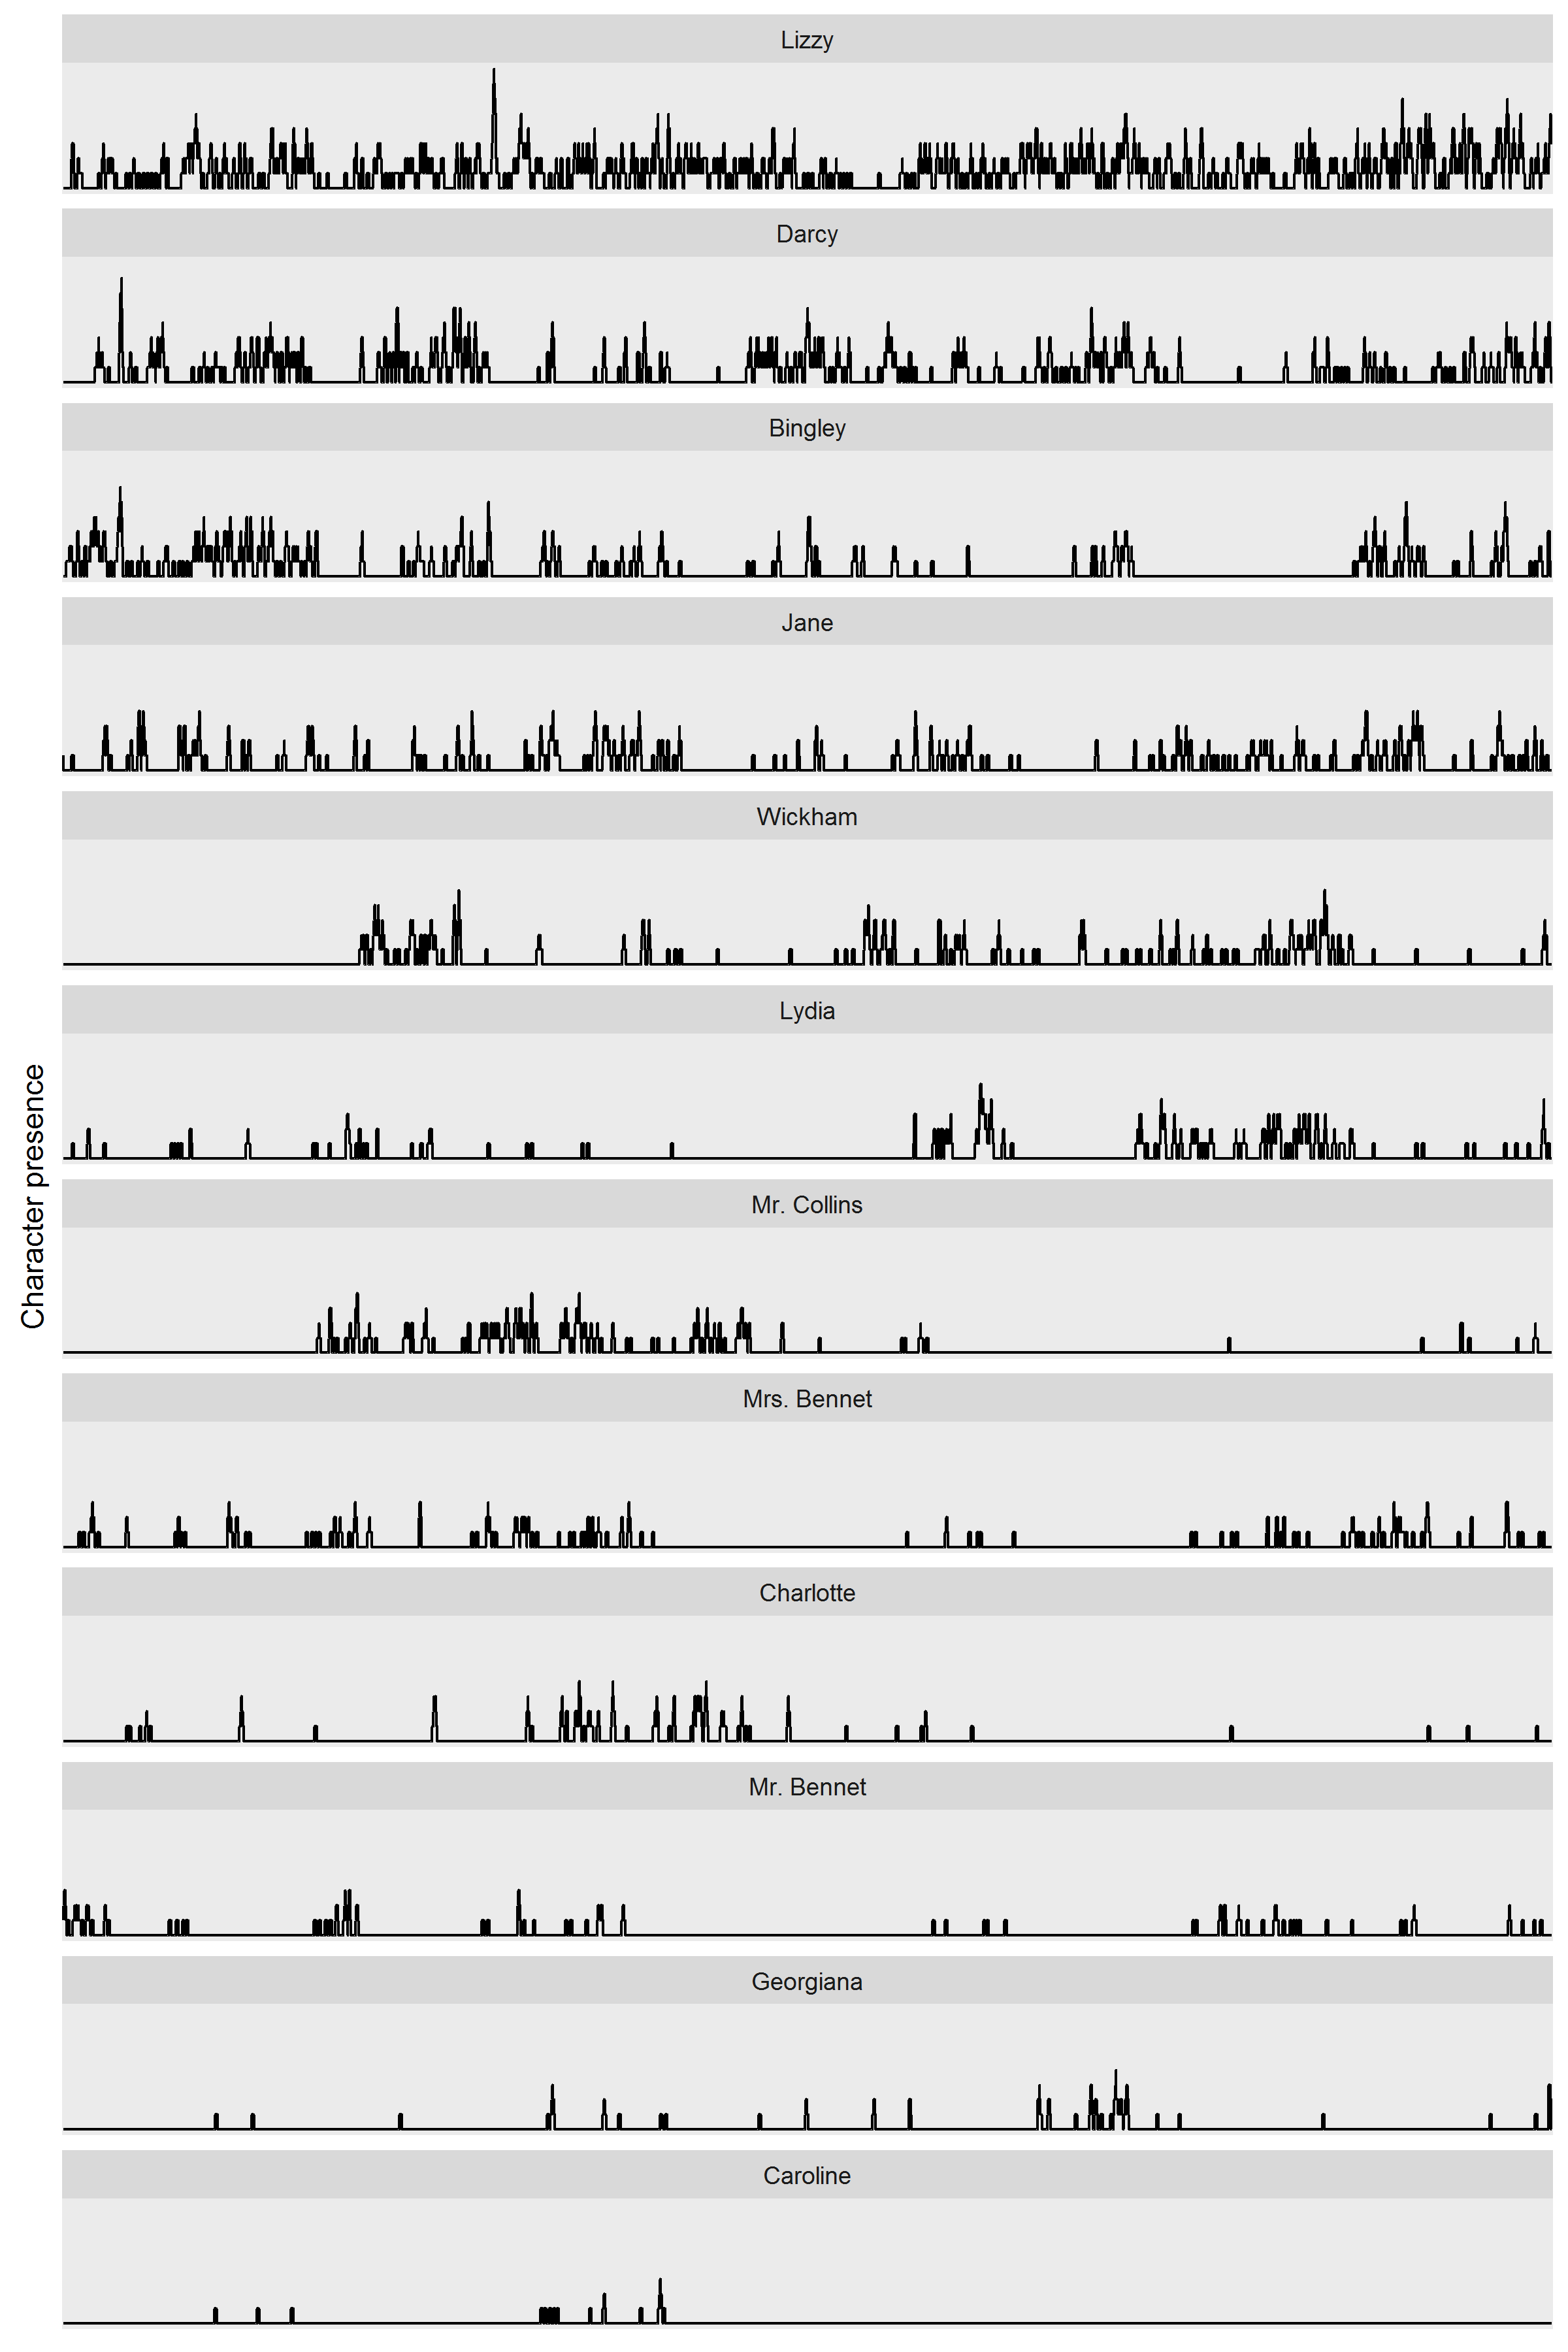 Lizzy
Darcy
Bingley
Jane
Wickham
Lydia
Mr. Collins
Mrs. Bennet
Charlotte
Mr. Bennet
Georgiana
Caroline
Character presence